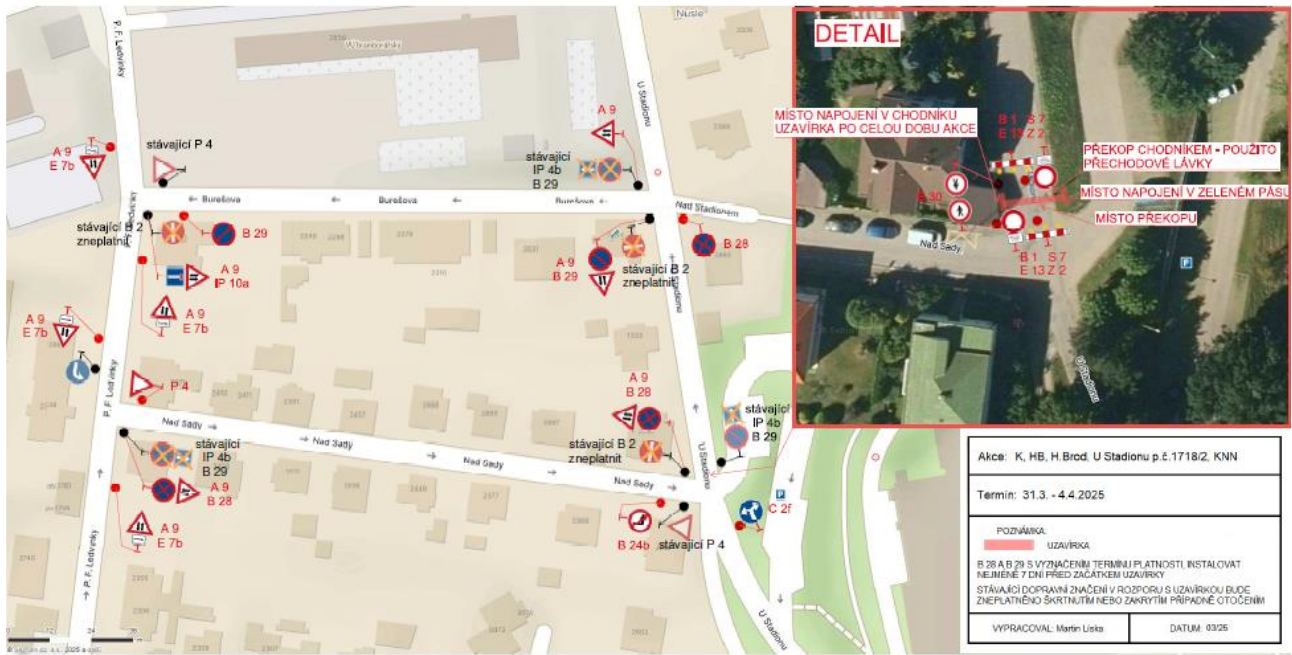 P. F. Ledvinky
Nusle
U Stadionu
A 9
A 9
E 7b
stávající P 4
stávající
IP 4b
B 29
Burešova
Burešova
Burešova
Nad Stadionem
P. F. Ledvinky
stávající B 2
zneplatnit
B 29
A 9
IP 10a
A 9
E 7b
A 9
B 29
stávající B 2
zneplatnit
B 28
U Stadionu
A 9
E 7b
P 4
P. F. Ledvinky
Nad Sady
Nad Sady
Nad Sady
Nad Sady
A 9
B 28
stávající B 2
zneplatnit
stávající
IP 4b
B 29
U Stadionu
stávající
IP 4b
B 29
A 9
B 28
A 9
E 7b
B 24b
stávající P 4
C 2f
P
P. F. Ledvinky
U Stadionu
DETAIL
MÍSTO NAPOJENÍ V CHODNÍKU
UZAVÍRKA PO CELOU DOBU AKCE
B 1 S 7
E 13 Z 2
PŘEKOP CHODNÍKEM - POUŽITO
PŘECHODOVÉ LÁVKY
MÍSTO NAPOJENÍ V ZELENÉM PÁSU
MÍSTO PŘEKOPU
B 30
Nad Sady
B 1 S 7
E 13 Z 2
P
U Stadionu
Akce: K, HB, H.Brod, U Stadionu p.č.1718/2, KNN
Termín: 31.3. - 4.4.2025
POZNÁMKA:
UZAVÍRKA
B 28 A B 29 S VYZNAČENÍM TERMÍNU PLATNOSTI, INSTALOVAT
NEJMÉNĚ 7 DNÍ PŘED ZAČÁTKEM UZAVÍRKY
STÁVAJÍCÍ DOPRAVNÍ ZNAČENÍ V ROZPORU S UZAVÍRKOU BUDE
ZNEPLATNĚNO ŠKRTNUTÍM NEBO ZAKRYTÍM PŘÍPADNĚ OTOČENÍM
VYPRACOVAL: Martin Líska
DATUM: 03/25